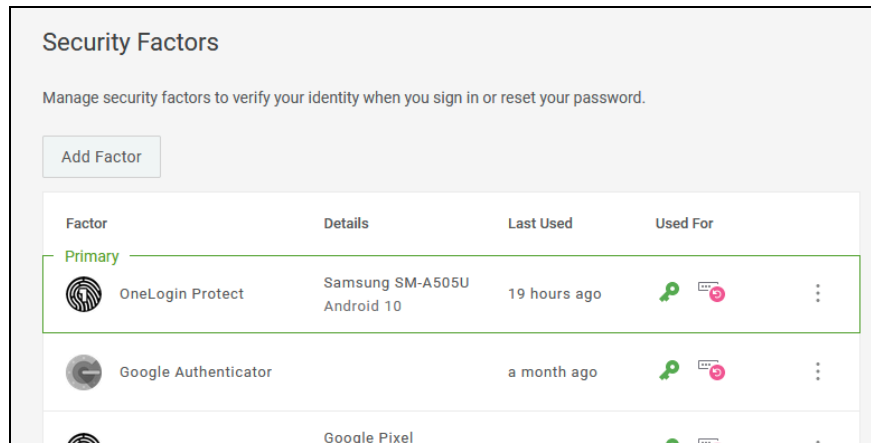 Security Factors
Manage security factors to verify your identity when you sign in or reset your password.
Add Factor
Factor Details Last Used Used For
Primary
OneLogin Protect Samsung SM-A505U 19 hours ago
Android 10
Google Authenticator a month ago
Google Pixel